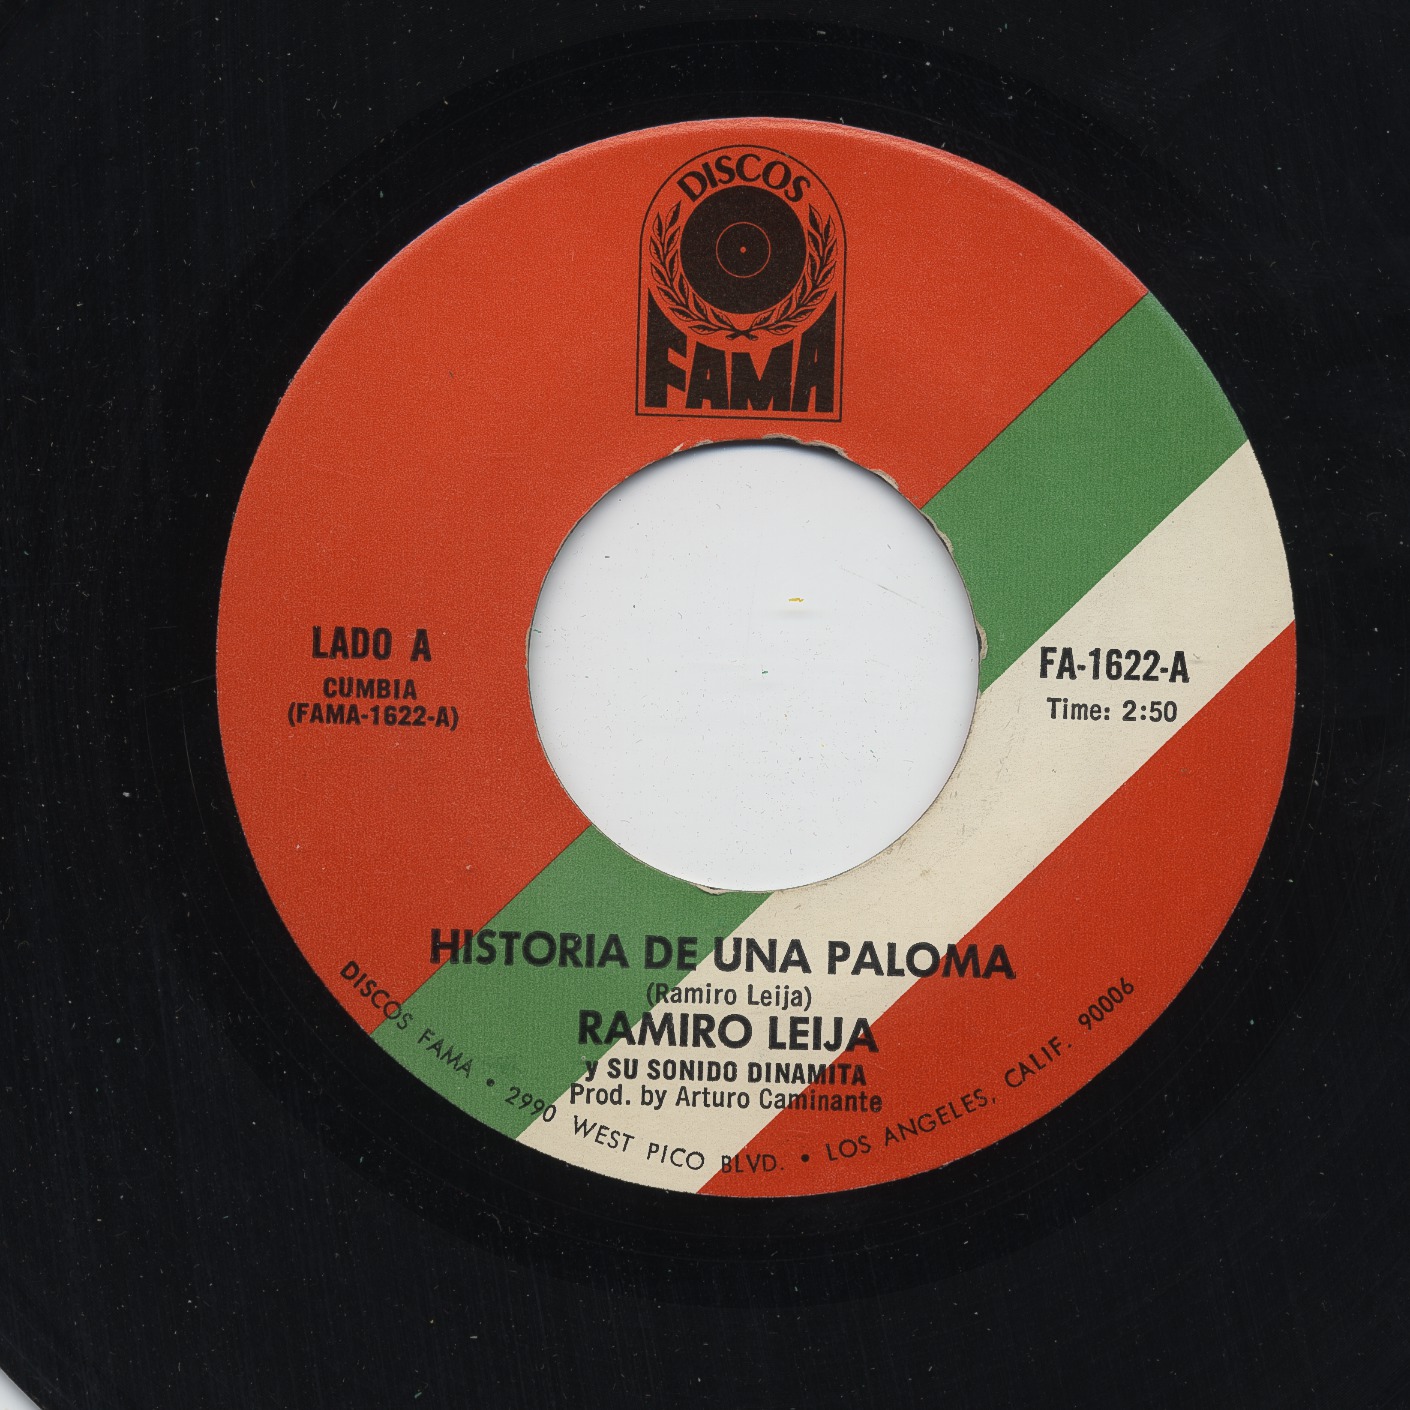 DISCOS
FAMA
LADO A
CUMBIA
(FAMA-1622-A)
FA-1622-A
Time: 2:50
HISTORIA DE UNA PALOMA
(Ramiro Leija)
RAMIRO LEIJA
y SU SONIDO DINAMITA
Prod. by Arturo Caminante
DISCOS FAMA • 2990 WEST PICO BLVD. • LOS ANGELES, CALIF. 90006